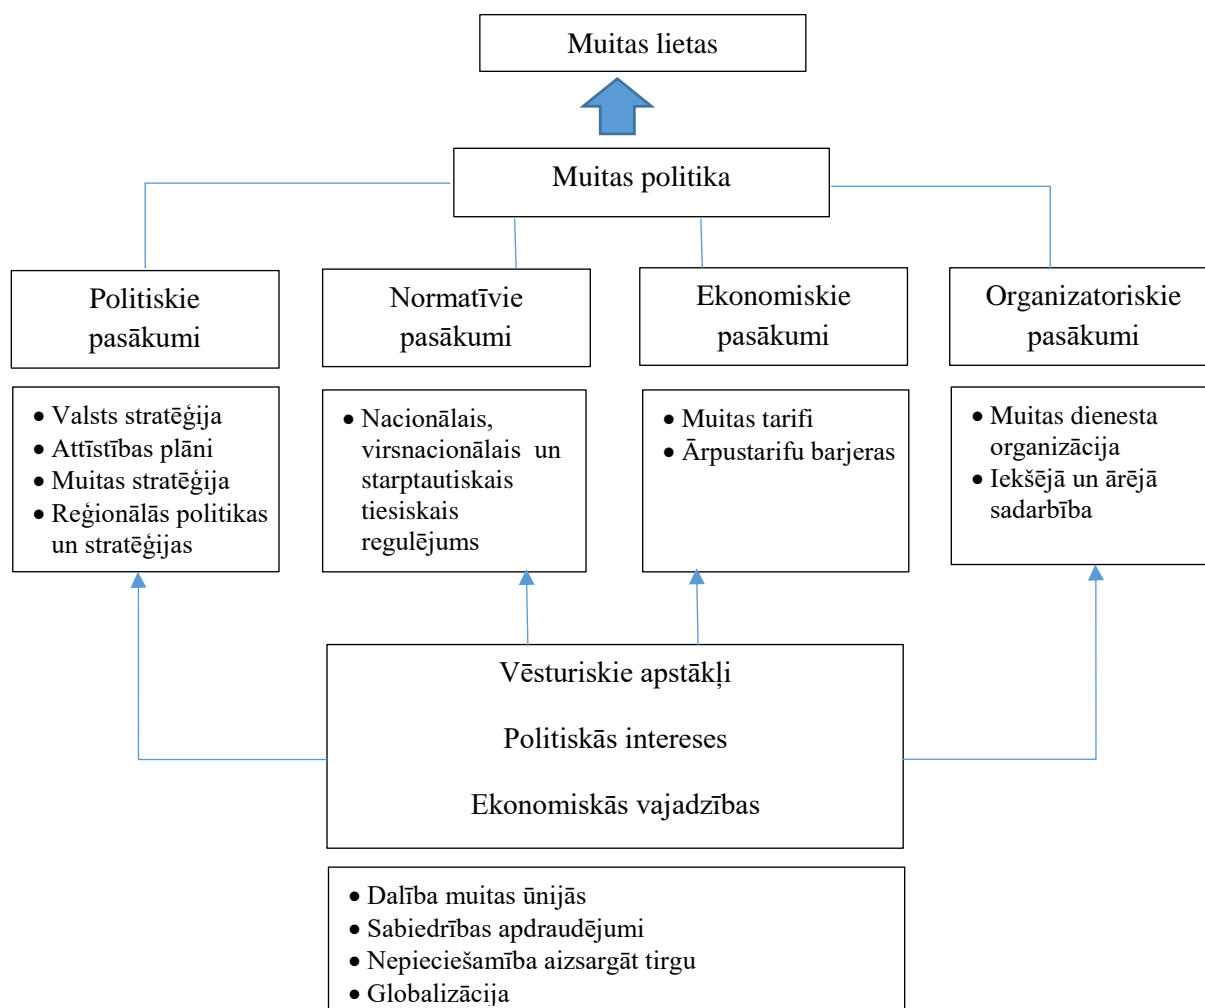 Muitas lietas
Muitas politika
Politiskie
pasākumi
Normatīvie
pasākumi
Ekonomiskie
pasākumi
Organizatoriskie
pasākumi
• Valsts stratēģija
• Attīstības plāni
• Muitas stratēģija
• Reģionālās politikas
un stratēģijas
• Nacionālais,
virsnacionālais un
starptautiskais
tiesiskais
regulējums
• Muitas tarifi
• Ārpustarifu barjeras
• Muitas dienesta
organizācija
• Iekšējā un ārējā
sadarbība
Vēsturiskie apstākļi
Politiskās intereses
Ekonomiskās vajadzības
• Dalība muitas ūnijās
• Sabiedrības apdraudējumi
• Nepieciešamība aizsargāt tirgu
• Globalizācija